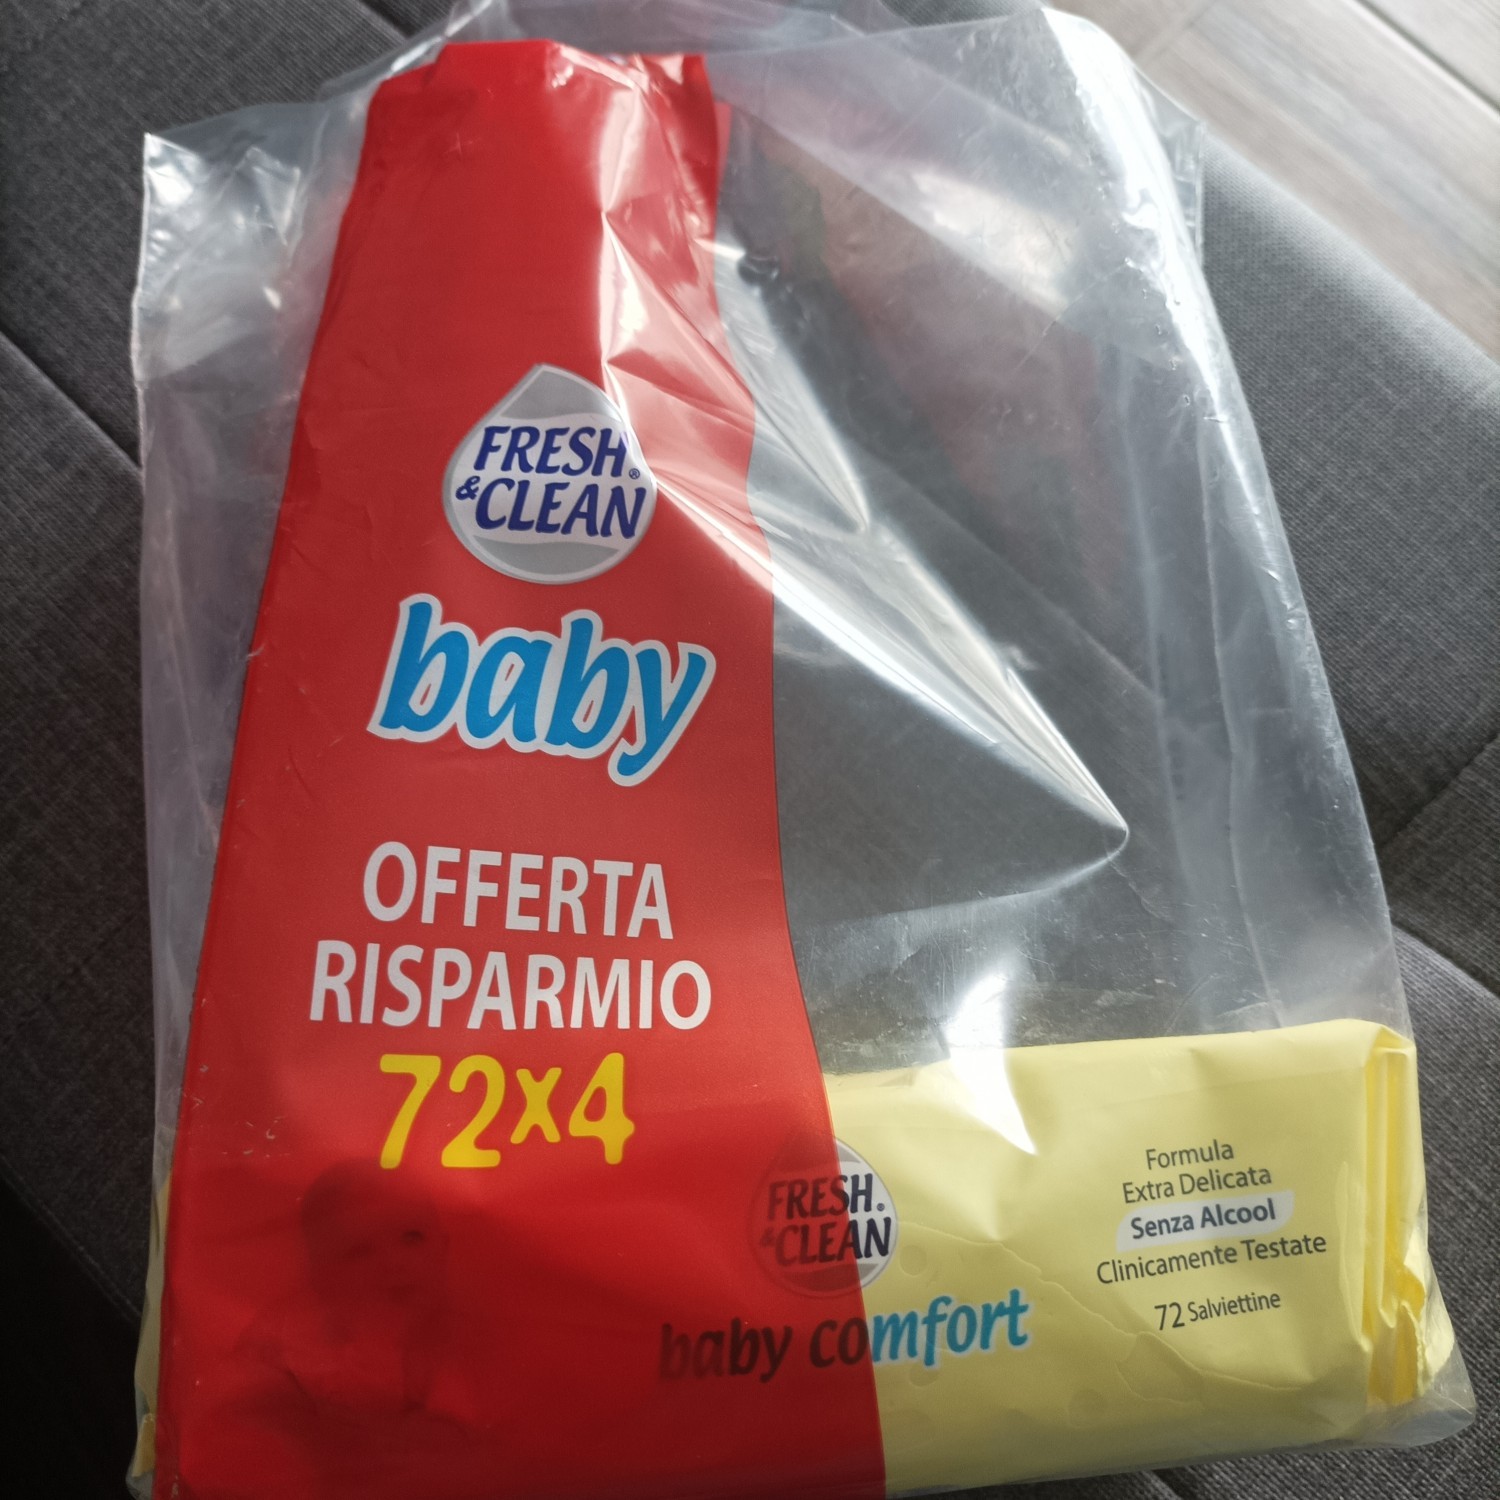 FRESH®
&CLEAN
baby
OFFERTA
RISPARMIO
72x4
FRESH®
&CLEAN
baby comfort
Formula
Extra Delicata
Senza Alcool
Clinicamente Testate
72 Salviettine